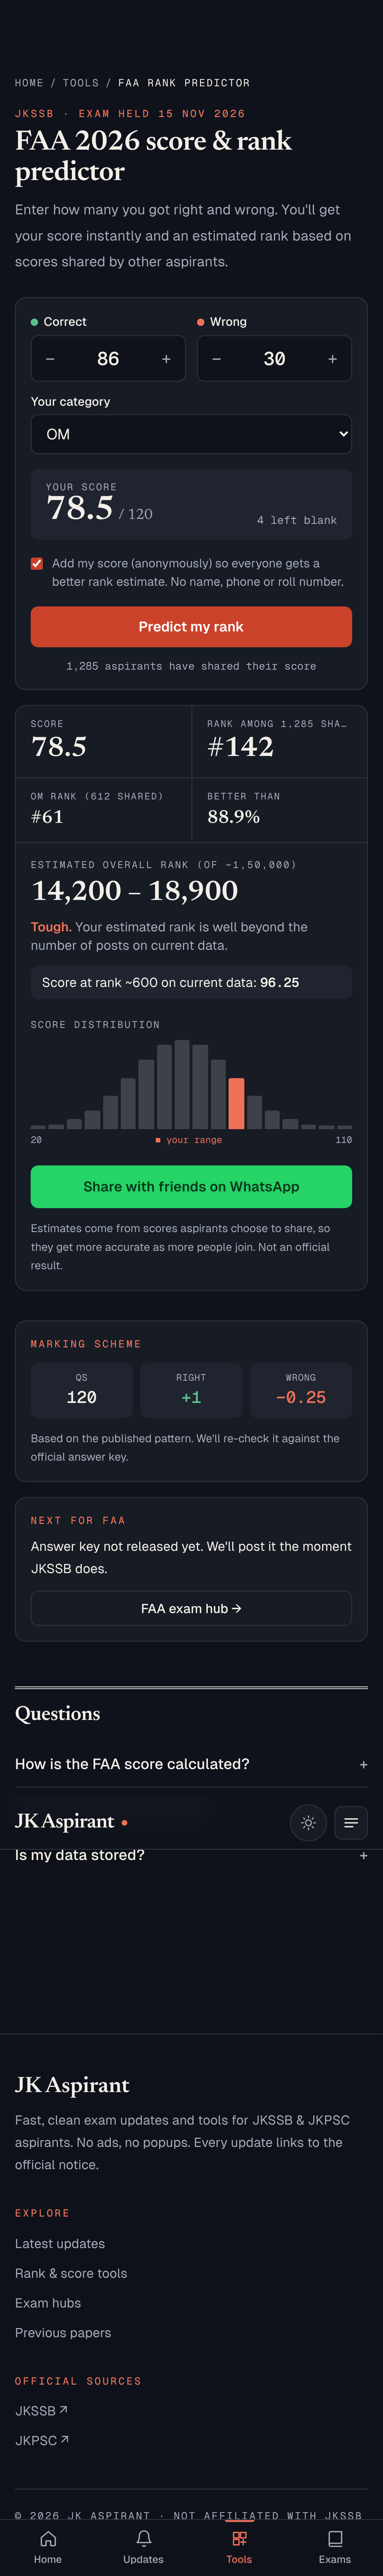 HOME / TOOLS / FAA RANK PREDICTOR
JKSSB · EXAM HELD 15 NOV 2026
FAA 2026 score & rank
predictor
Enter how many you got right and wrong. You'll get
your score instantly and an estimated rank based on
scores shared by other aspirants.
Correct
Wrong
− 86 +
− 30 +
Your category
OM
YOUR SCORE
78.5 / 120
4 left blank
Add my score (anonymously) so everyone gets a
better rank estimate. No name, phone or roll number.
Predict my rank
1,285 aspirants have shared their score
SCORE
78.5
RANK AMONG 1,285 SHA…
#142
OM RANK (612 SHARED)
#61
BETTER THAN
88.9%
ESTIMATED OVERALL RANK (OF ~1,50,000)
14,200 – 18,900
Tough. Your estimated rank is well beyond the
number of posts on current data.
Score at rank ~600 on current data: 96.25
SCORE DISTRIBUTION
20
■ your range
110
Share with friends on WhatsApp
Estimates come from scores aspirants choose to share, so
they get more accurate as more people join. Not an official
result.
MARKING SCHEME
QS
120
RIGHT
+1
WRONG
−0.25
Based on the published pattern. We'll re-check it against the
official answer key.
NEXT FOR FAA
Answer key not released yet. We'll post it the moment
JKSSB does.
FAA exam hub →
Questions
How is the FAA score calculated? +
JK Aspirant
Is my data stored? +
JK Aspirant
Fast, clean exam updates and tools for JKSSB & JKPSC
aspirants. No ads, no popups. Every update links to the
official notice.
EXPLORE
Latest updates
Rank & score tools
Exam hubs
Previous papers
OFFICIAL SOURCES
JKSSB ↗
JKPSC ↗
© 2026 JK ASPIRANT · NOT AFFILIATED WITH JKSSB
Home
Updates
Tools
Exams